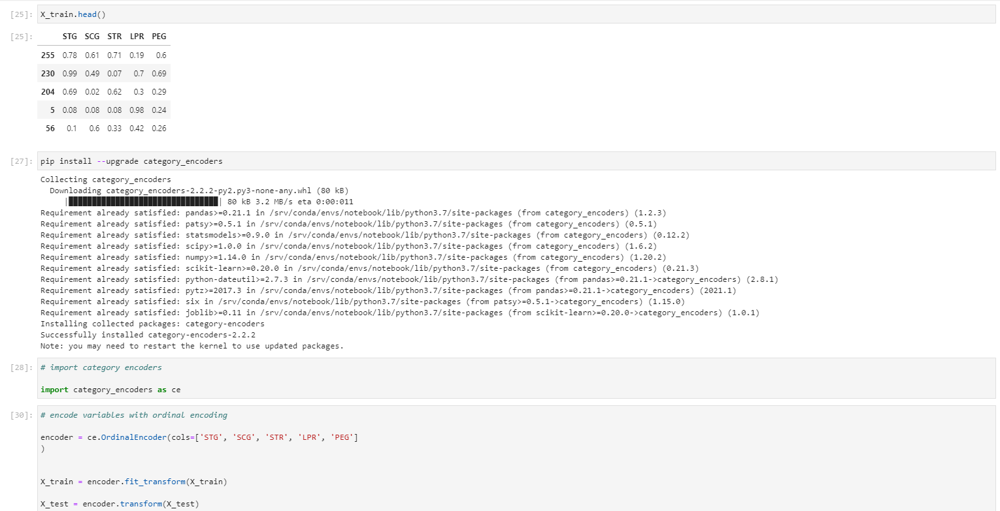 [25]: X_train.head()
[25]: STG SCG STR LPR PEG
255 0.78 0.61 0.71 0.19 0.6
230 0.99 0.49 0.07 0.7 0.69
204 0.69 0.02 0.62 0.3 0.29
5 0.08 0.08 0.08 0.98 0.24
56 0.1 0.6 0.33 0.42 0.26
[27]: pip install --upgrade category_encoders
Collecting category_encoders
Downloading category_encoders-2.2.2-py2.py3-none-any.whl (80 kB)
|████████████████████████████████| 80 kB 3.2 MB/s eta 0:00:011
Requirement already satisfied: pandas>=0.21.1 in /srv/conda/envs/notebook/lib/python3.7/site-packages (from category_encoders) (1.2.3)
Requirement already satisfied: patsy>=0.5.1 in /srv/conda/envs/notebook/lib/python3.7/site-packages (from category_encoders) (0.5.1)
Requirement already satisfied: statsmodels>=0.9.0 in /srv/conda/envs/notebook/lib/python3.7/site-packages (from category_encoders) (0.12.2)
Requirement already satisfied: scipy>=1.0.0 in /srv/conda/envs/notebook/lib/python3.7/site-packages (from category_encoders) (1.6.2)
Requirement already satisfied: numpy>=1.14.0 in /srv/conda/envs/notebook/lib/python3.7/site-packages (from category_encoders) (1.20.2)
Requirement already satisfied: scikit-learn>=0.20.0 in /srv/conda/envs/notebook/lib/python3.7/site-packages (from category_encoders) (0.21.3)
Requirement already satisfied: python-dateutil>=2.7.3 in /srv/conda/envs/notebook/lib/python3.7/site-packages (from pandas>=0.21.1->category_encoders) (2.8.1)
Requirement already satisfied: pytz>=2017.3 in /srv/conda/envs/notebook/lib/python3.7/site-packages (from pandas>=0.21.1->category_encoders) (2021.1)
Requirement already satisfied: six in /srv/conda/envs/notebook/lib/python3.7/site-packages (from patsy>=0.5.1->category_encoders) (1.15.0)
Requirement already satisfied: joblib>=0.11 in /srv/conda/envs/notebook/lib/python3.7/site-packages (from scikit-learn>=0.20.0->category_encoders) (1.0.1)
Installing collected packages: category-encoders
Successfully installed category-encoders-2.2.2
Note: you may need to restart the kernel to use updated packages.
[28]: # import category encoders
import category_encoders as ce
[30]: # encode variables with ordinal encoding
encoder = ce.OrdinalEncoder(cols=['STG', 'SCG', 'STR', 'LPR', 'PEG']
)
X_train = encoder.fit_transform(X_train)
X_test = encoder.transform(X_test)